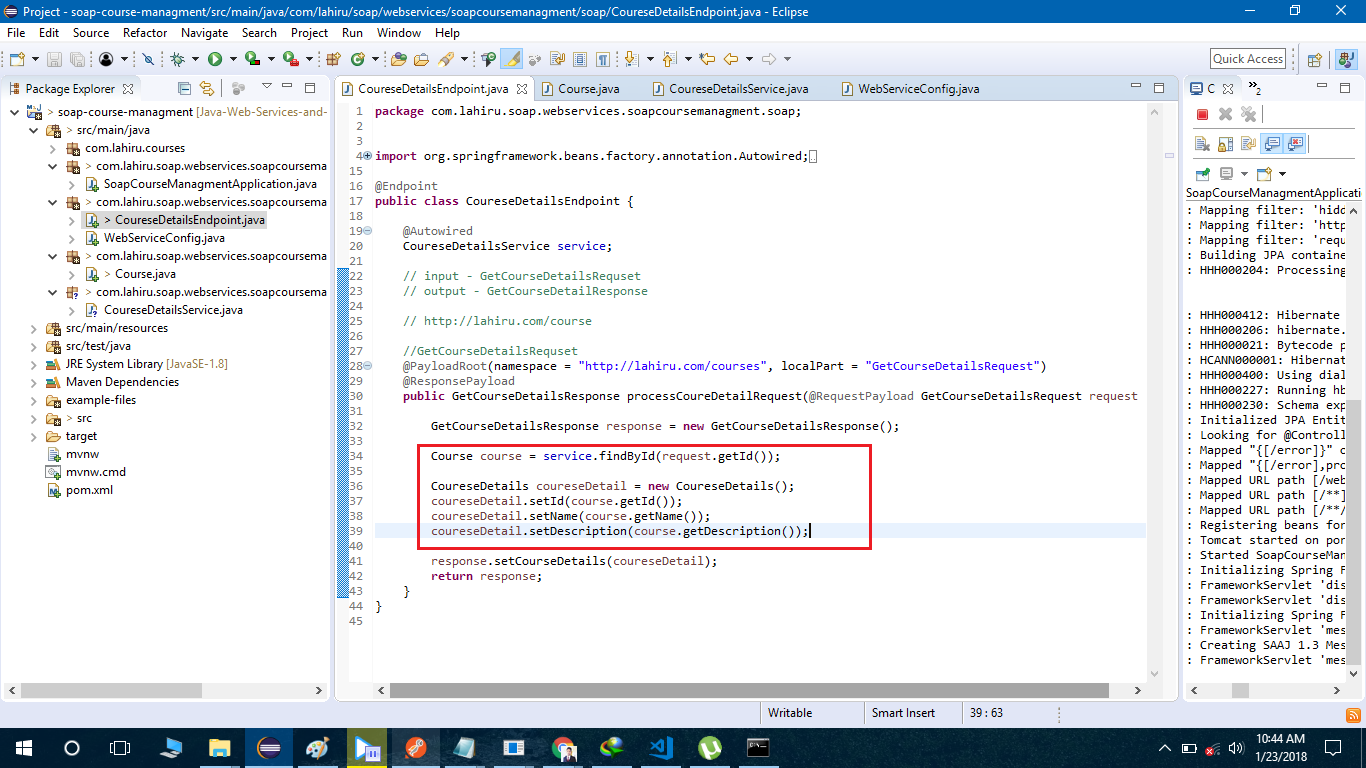 Project - soap-course-managment/src/main/java/com/lahiru/soap/webservices/soapcoursemanagment/soap/CoureseDetailsEndpoint.java - Eclipse
File Edit Source Refactor Navigate Search Project Run Window Help
Quick Access
Package Explorer
CoureseDetailsEndpoint.java Course.java CoureseDetailsService.java WebServiceConfig.java
C
2
> soap-course-managment [Java-Web-Services-and-
> src/main/java
com.lahiru.courses
> com.lahiru.soap.webservices.soapcoursema
SoapCourseManagmentApplication.java
> com.lahiru.soap.webservices.soapcoursema
> CoureseDetailsEndpoint.java
WebServiceConfig.java
> com.lahiru.soap.webservices.soapcoursema
> Course.java
> com.lahiru.soap.webservices.soapcoursema
CoureseDetailsService.java
src/main/resources
src/test/java
JRE System Library [JavaSE-1.8]
Maven Dependencies
example-files
> src
target
mvnw
mvnw.cmd
pom.xml
1 package com.lahiru.soap.webservices.soapcoursemanagment.soap;
2
3
4 import org.springframework.beans.factory.annotation.Autowired;
15
16 @Endpoint
17 public class CoureseDetailsEndpoint {
18
19 @Autowired
20 CoureseDetailsService service;
21
22 // input - GetCourseDetailsRequset
23 // output - GetCourseDetailResponse
24
25 // http://lahiru.com/course
26
27 //GetCourseDetailsRequset
28 @PayloadRoot(namespace = "http://lahiru.com/courses", localPart = "GetCourseDetailsRequest")
29 @ResponsePayload
30 public GetCourseDetailsResponse processCoureDetailRequest(@RequestPayload GetCourseDetailsRequest request
31
32 GetCourseDetailsResponse response = new GetCourseDetailsResponse();
33
34 Course course = service.findById(request.getId());
35
36 CoureseDetails coureseDetail = new CoureseDetails();
37 coureseDetail.setId(course.getId());
38 coureseDetail.setName(course.getName());
39 coureseDetail.setDescription(course.getDescription());
40
41 response.setCourseDetails(coureseDetail);
42 return response;
43 }
44 }
45
SoapCourseManagmentApplicati
: Mapping filter: 'hidd
: Mapping filter: 'http
: Mapping filter: 'requ
: Building JPA containe
: HHH000204: Processing
: HHH000412: Hibernate
: HHH000206: hibernate.
: HHH000021: Bytecode p
: HCANN000001: Hibernat
: HHH000400: Using dial
: HHH000227: Running hb
: HHH000230: Schema exp
: Initialized JPA Entit
: Looking for @Controll
: Mapped "{[/error]}" c
: Mapped "{[/error],pro
: Mapped URL path [/web
: Mapped URL path [/**]
: Mapped URL path [/**/
: Registering beans for
: Tomcat started on por
: Started SoapCourseMan
: Initializing Spring F
: FrameworkServlet 'dis
: FrameworkServlet 'dis
: Initializing Spring F
: FrameworkServlet 'mes
: Creating SAAJ 1.3 Mes
: FrameworkServlet 'mes
Writable Smart Insert 39 : 63
10:44 AM
1/23/2018